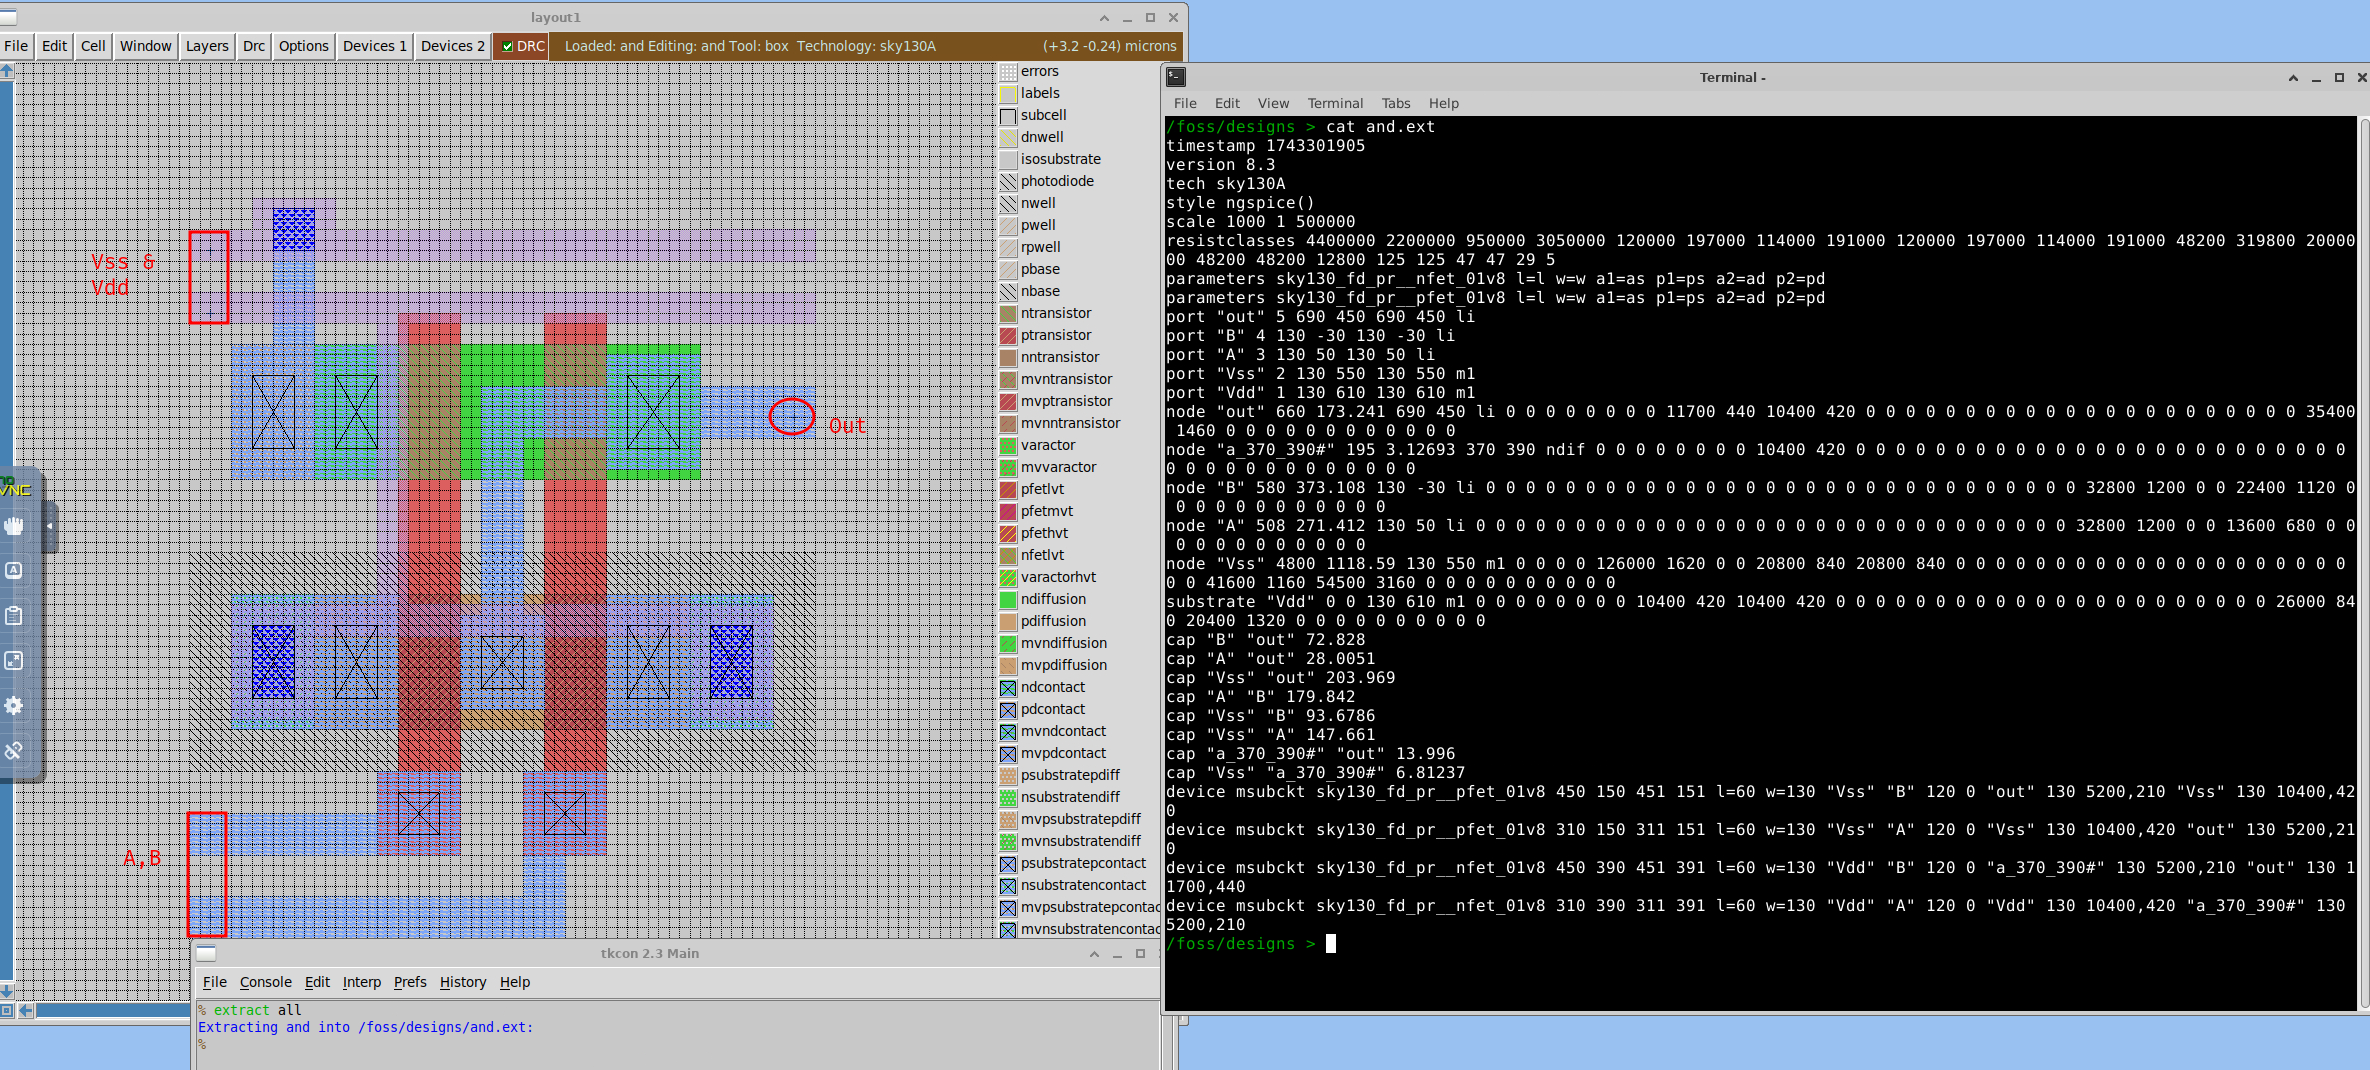 layout1
File Edit Cell Window Layers Drc Options Devices 1 Devices 2 DRC Loaded: and Editing: and Tool: box Technology: sky130A (+3.2 -0.24) microns
errors
labels
subcell
dnwell
isosubstrate
photodiode
nwell
pwell
rpwell
pbase
nbase
ntransistor
ptransistor
nntransistor
mvntransistor
mvptransistor
mvnntransistor
varactor
mvvaractor
pfetlvt
pfetmvt
pfethvt
nfetlvt
varactorhvt
ndiffusion
pdiffusion
mvndiffusion
mvpdiffusion
ndcontact
pdcontact
mvndcontact
mvpdcontact
psubstratepdiff
nsubstratendiff
mvpsubstratepdiff
mvnsubstratendiff
psubstratepcontact
nsubstratencontact
mvpsubstratepcontac
mvnsubstratencontac
Vss &
Vdd
Out
A,B
VNC
A
tkcon 2.3 Main
File Console Edit Interp Prefs History Help
% extract all
Extracting and into /foss/designs/and.ext:
%
Terminal -
File Edit View Terminal Tabs Help
/foss/designs > cat and.ext
timestamp 1743301905
version 8.3
tech sky130A
style ngspice()
scale 1000 1 500000
resistclasses 4400000 2200000 950000 3050000 120000 197000 114000 191000 120000 197000 114000 191000 48200 319800 20000
00 48200 48200 12800 125 125 47 47 29 5
parameters sky130_fd_pr__nfet_01v8 l=l w=w a1=as p1=ps a2=ad p2=pd
parameters sky130_fd_pr__pfet_01v8 l=l w=w a1=as p1=ps a2=ad p2=pd
port "out" 5 690 450 690 450 li
port "B" 4 130 -30 130 -30 li
port "A" 3 130 50 130 50 li
port "Vss" 2 130 550 130 550 m1
port "Vdd" 1 130 610 130 610 m1
node "out" 660 173.241 690 450 li 0 0 0 0 0 0 0 0 11700 440 10400 420 0 0 0 0 0 0 0 0 0 0 0 0 0 0 0 0 0 0 0 0 0 0 35400
1460 0 0 0 0 0 0 0 0 0 0 0 0
node "a_370_390#" 195 3.12693 370 390 ndif 0 0 0 0 0 0 0 0 10400 420 0 0 0 0 0 0 0 0 0 0 0 0 0 0 0 0 0 0 0 0 0 0 0 0 0 0
0 0 0 0 0 0 0 0 0 0 0 0 0
node "B" 580 373.108 130 -30 li 0 0 0 0 0 0 0 0 0 0 0 0 0 0 0 0 0 0 0 0 0 0 0 0 0 0 0 0 0 0 32800 1200 0 0 22400 1120 0
0 0 0 0 0 0 0 0 0 0 0
node "A" 508 271.412 130 50 li 0 0 0 0 0 0 0 0 0 0 0 0 0 0 0 0 0 0 0 0 0 0 0 0 0 0 0 0 0 0 32800 1200 0 0 13600 680 0 0
0 0 0 0 0 0 0 0 0 0
node "Vss" 4800 1118.59 130 550 m1 0 0 0 0 126000 1620 0 0 20800 840 20800 840 0 0 0 0 0 0 0 0 0 0 0 0 0 0 0 0 0 0 0 0
0 0 41600 1160 54500 3160 0 0 0 0 0 0 0 0 0 0
substrate "Vdd" 0 0 130 610 m1 0 0 0 0 0 0 0 0 10400 420 10400 420 0 0 0 0 0 0 0 0 0 0 0 0 0 0 0 0 0 0 0 0 0 0 26000 84
0 20400 1320 0 0 0 0 0 0 0 0 0 0
cap "B" "out" 72.828
cap "A" "out" 28.0051
cap "Vss" "out" 203.969
cap "A" "B" 179.842
cap "Vss" "B" 93.6786
cap "Vss" "A" 147.661
cap "a_370_390#" "out" 13.996
cap "Vss" "a_370_390#" 6.81237
device msubckt sky130_fd_pr__pfet_01v8 450 150 451 151 l=60 w=130 "Vss" "B" 120 0 "out" 130 5200,210 "Vss" 130 10400,42
0
device msubckt sky130_fd_pr__pfet_01v8 310 150 311 151 l=60 w=130 "Vss" "A" 120 0 "Vss" 130 10400,420 "out" 130 5200,21
0
device msubckt sky130_fd_pr__nfet_01v8 450 390 451 391 l=60 w=130 "Vdd" "B" 120 0 "a_370_390#" 130 5200,210 "out" 130 1
1700,440
device msubckt sky130_fd_pr__nfet_01v8 310 390 311 391 l=60 w=130 "Vdd" "A" 120 0 "Vdd" 130 10400,420 "a_370_390#" 130
5200,210
/foss/designs >